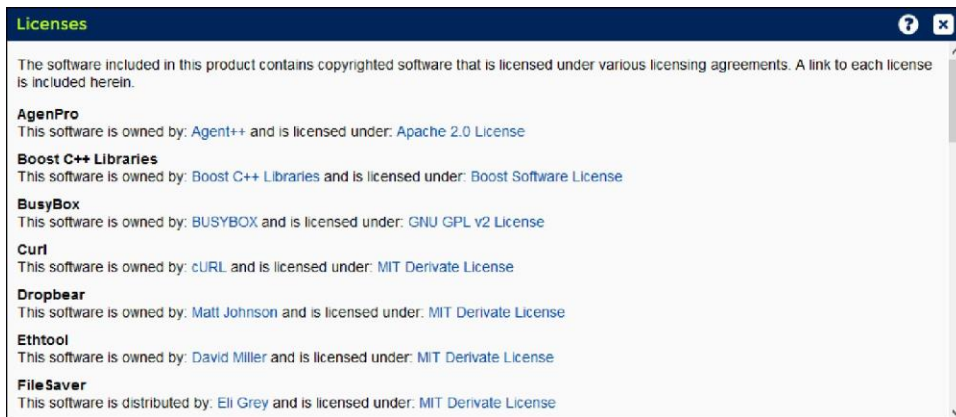 Licenses
The software included in this product contains copyrighted software that is licensed under various licensing agreements. A link to each license
is included herein.
AgenPro
This software is owned by: Agent++ and is licensed under: Apache 2.0 License
Boost C++ Libraries
This software is owned by: Boost C++ Libraries and is licensed under: Boost Software License
BusyBox
This software is owned by: BUSYBOX and is licensed under: GNU GPL v2 License
Curl
This software is owned by: cURL and is licensed under: MIT Derivate License
Dropbear
This software is owned by: Matt Johnson and is licensed under: MIT Derivate License
Ethtool
This software is owned by: David Miller and is licensed under: MIT Derivate License
FileSaver
This software is distributed by: Eli Grey and is licensed under: MIT Derivate License